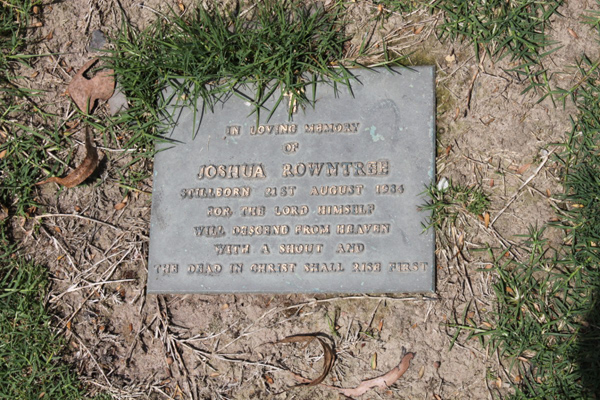 IN LOVING MEMORY
OF
JOSHUA ROWNTREE
STILLBORN 21ST AUGUST 1986
FOR THE LORD HIMSELF
WILL DESCEND FROM HEAVEN
WITH A SHOUT AND
THE DEAD IN CHRIST SHALL RISE FIRST